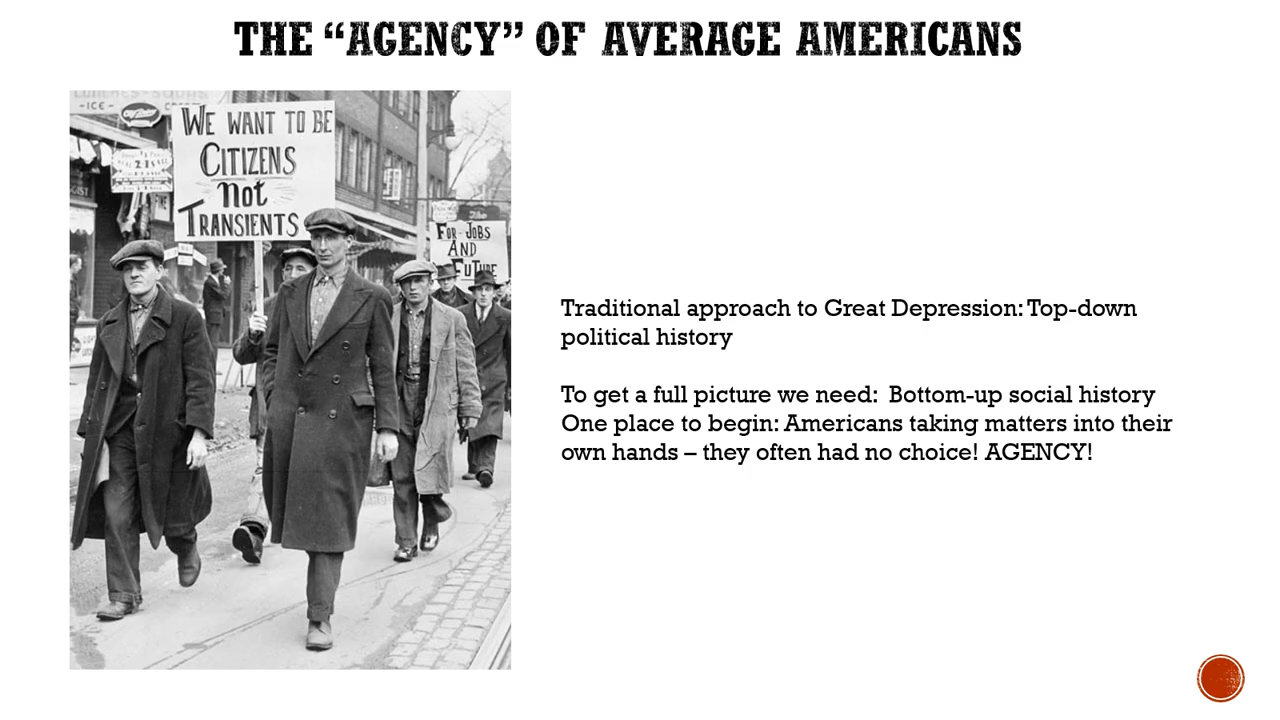 THE “AGENCY” OF AVERAGE AMERICANS
-ICE-
WE WANT TO BE
CITIZENS
Not
TRANSIENTS
FOR-JOBS
AND
FUTURE
Traditional approach to Great Depression: Top-down
political history
To get a full picture we need:  Bottom-up social history
One place to begin: Americans taking matters into their
own hands – they often had no choice! AGENCY!